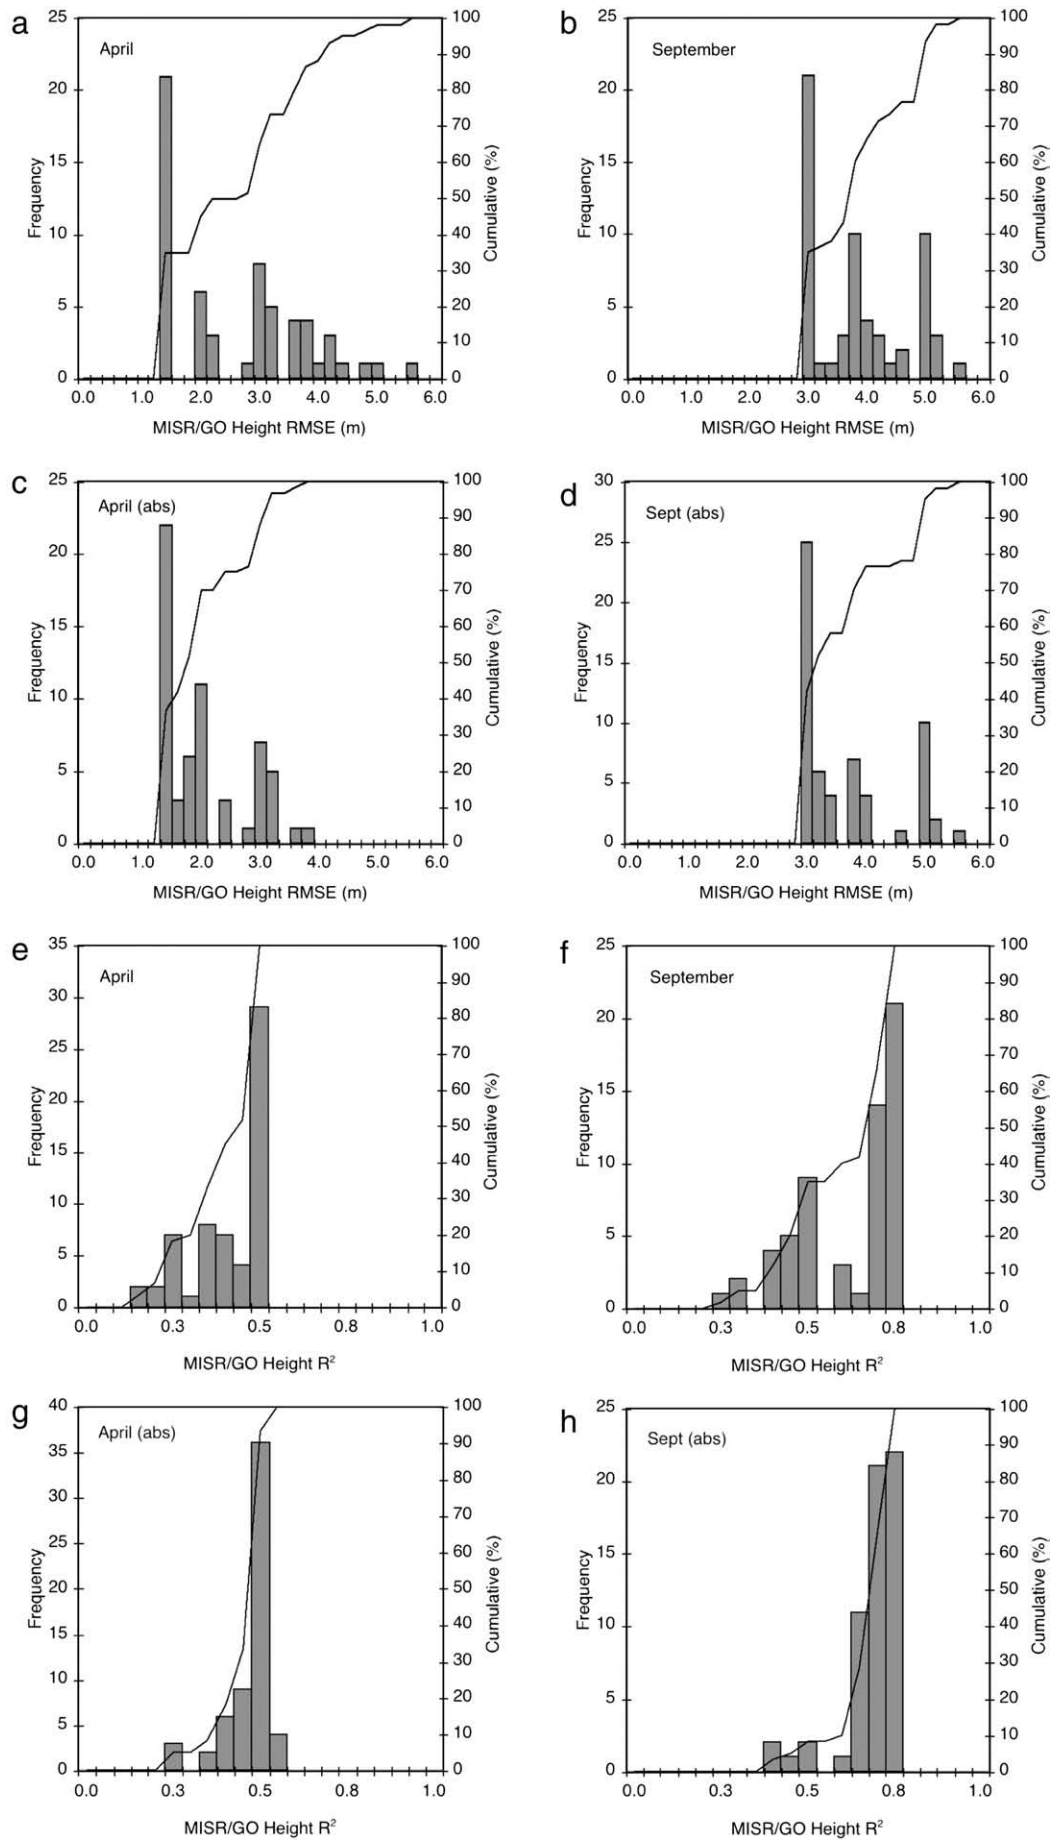 a
April
25
20
15
10
5
0
Frequency
100
90
80
70
60
50
40
30
20
10
0
Cumulative (%)
0.0 1.0 2.0 3.0 4.0 5.0 6.0
MISR/GO Height RMSE (m)
b
September
25
20
15
10
5
0
Frequency
100
90
80
70
60
50
40
30
20
10
0
Cumulative (%)
0.0 1.0 2.0 3.0 4.0 5.0 6.0
MISR/GO Height RMSE (m)
c
April (abs)
25
20
15
10
5
0
Frequency
100
90
80
70
60
50
40
30
20
10
0
Cumulative (%)
0.0 1.0 2.0 3.0 4.0 5.0 6.0
MISR/GO Height RMSE (m)
d
Sept (abs)
30
25
20
15
10
5
0
Frequency
100
90
80
70
60
50
40
30
20
10
0
Cumulative (%)
0.0 1.0 2.0 3.0 4.0 5.0 6.0
MISR/GO Height RMSE (m)
e
April
35
30
25
20
15
10
5
0
Frequency
100
90
80
70
60
50
40
30
20
10
0
Cumulative (%)
0.0 0.3 0.5 0.8 1.0
MISR/GO Height R²
f
September
25
20
15
10
5
0
Frequency
100
90
80
70
60
50
40
30
20
10
0
Cumulative (%)
0.0 0.3 0.5 0.8 1.0
MISR/GO Height R²
g
April (abs)
40
35
30
25
20
15
10
5
0
Frequency
100
90
80
70
60
50
40
30
20
10
0
Cumulative (%)
0.0 0.3 0.5 0.8 1.0
MISR/GO Height R²
h
Sept (abs)
25
20
15
10
5
0
Frequency
100
90
80
70
60
50
40
30
20
10
0
Cumulative (%)
0.0 0.3 0.5 0.8 1.0
MISR/GO Height R²